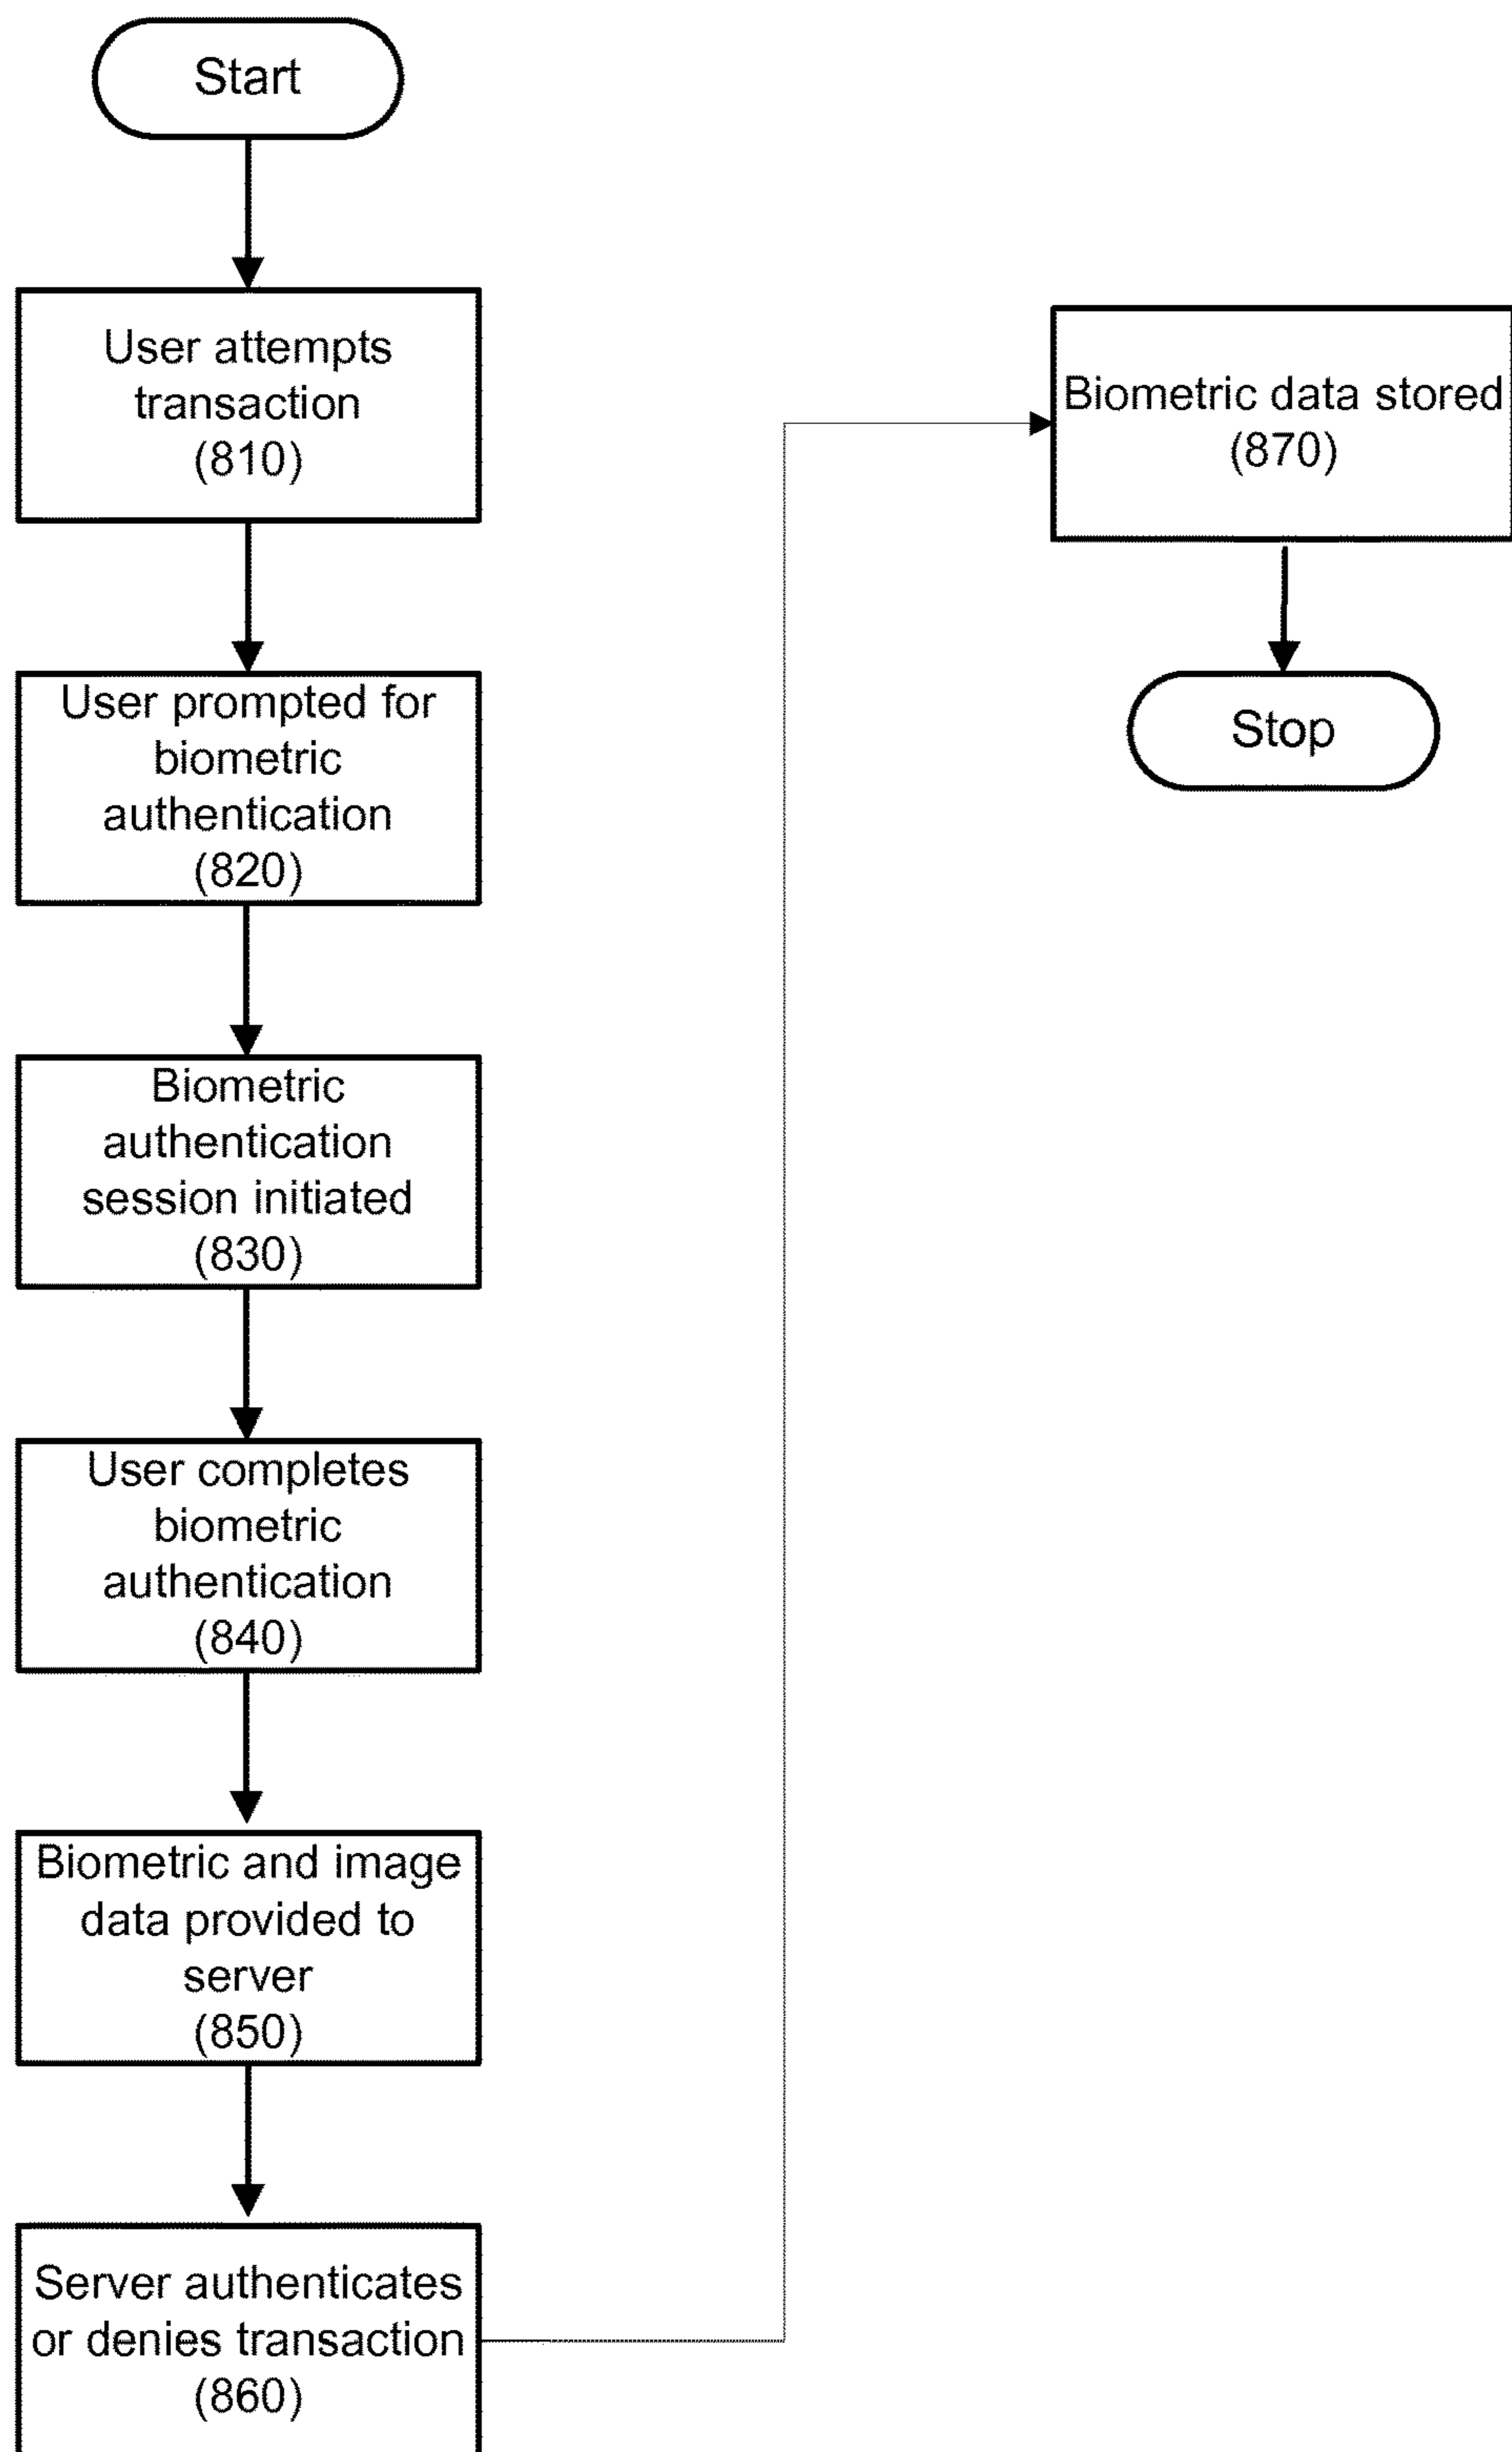 Start
User attempts
transaction
(810)
User prompted for
biometric
authentication
(820)
Biometric
authentication
session initiated
(830)
User completes
biometric
authentication
(840)
Biometric and image
data provided to
server
(850)
Server authenticates
or denies transaction
(860)
Biometric data stored
(870)
Stop